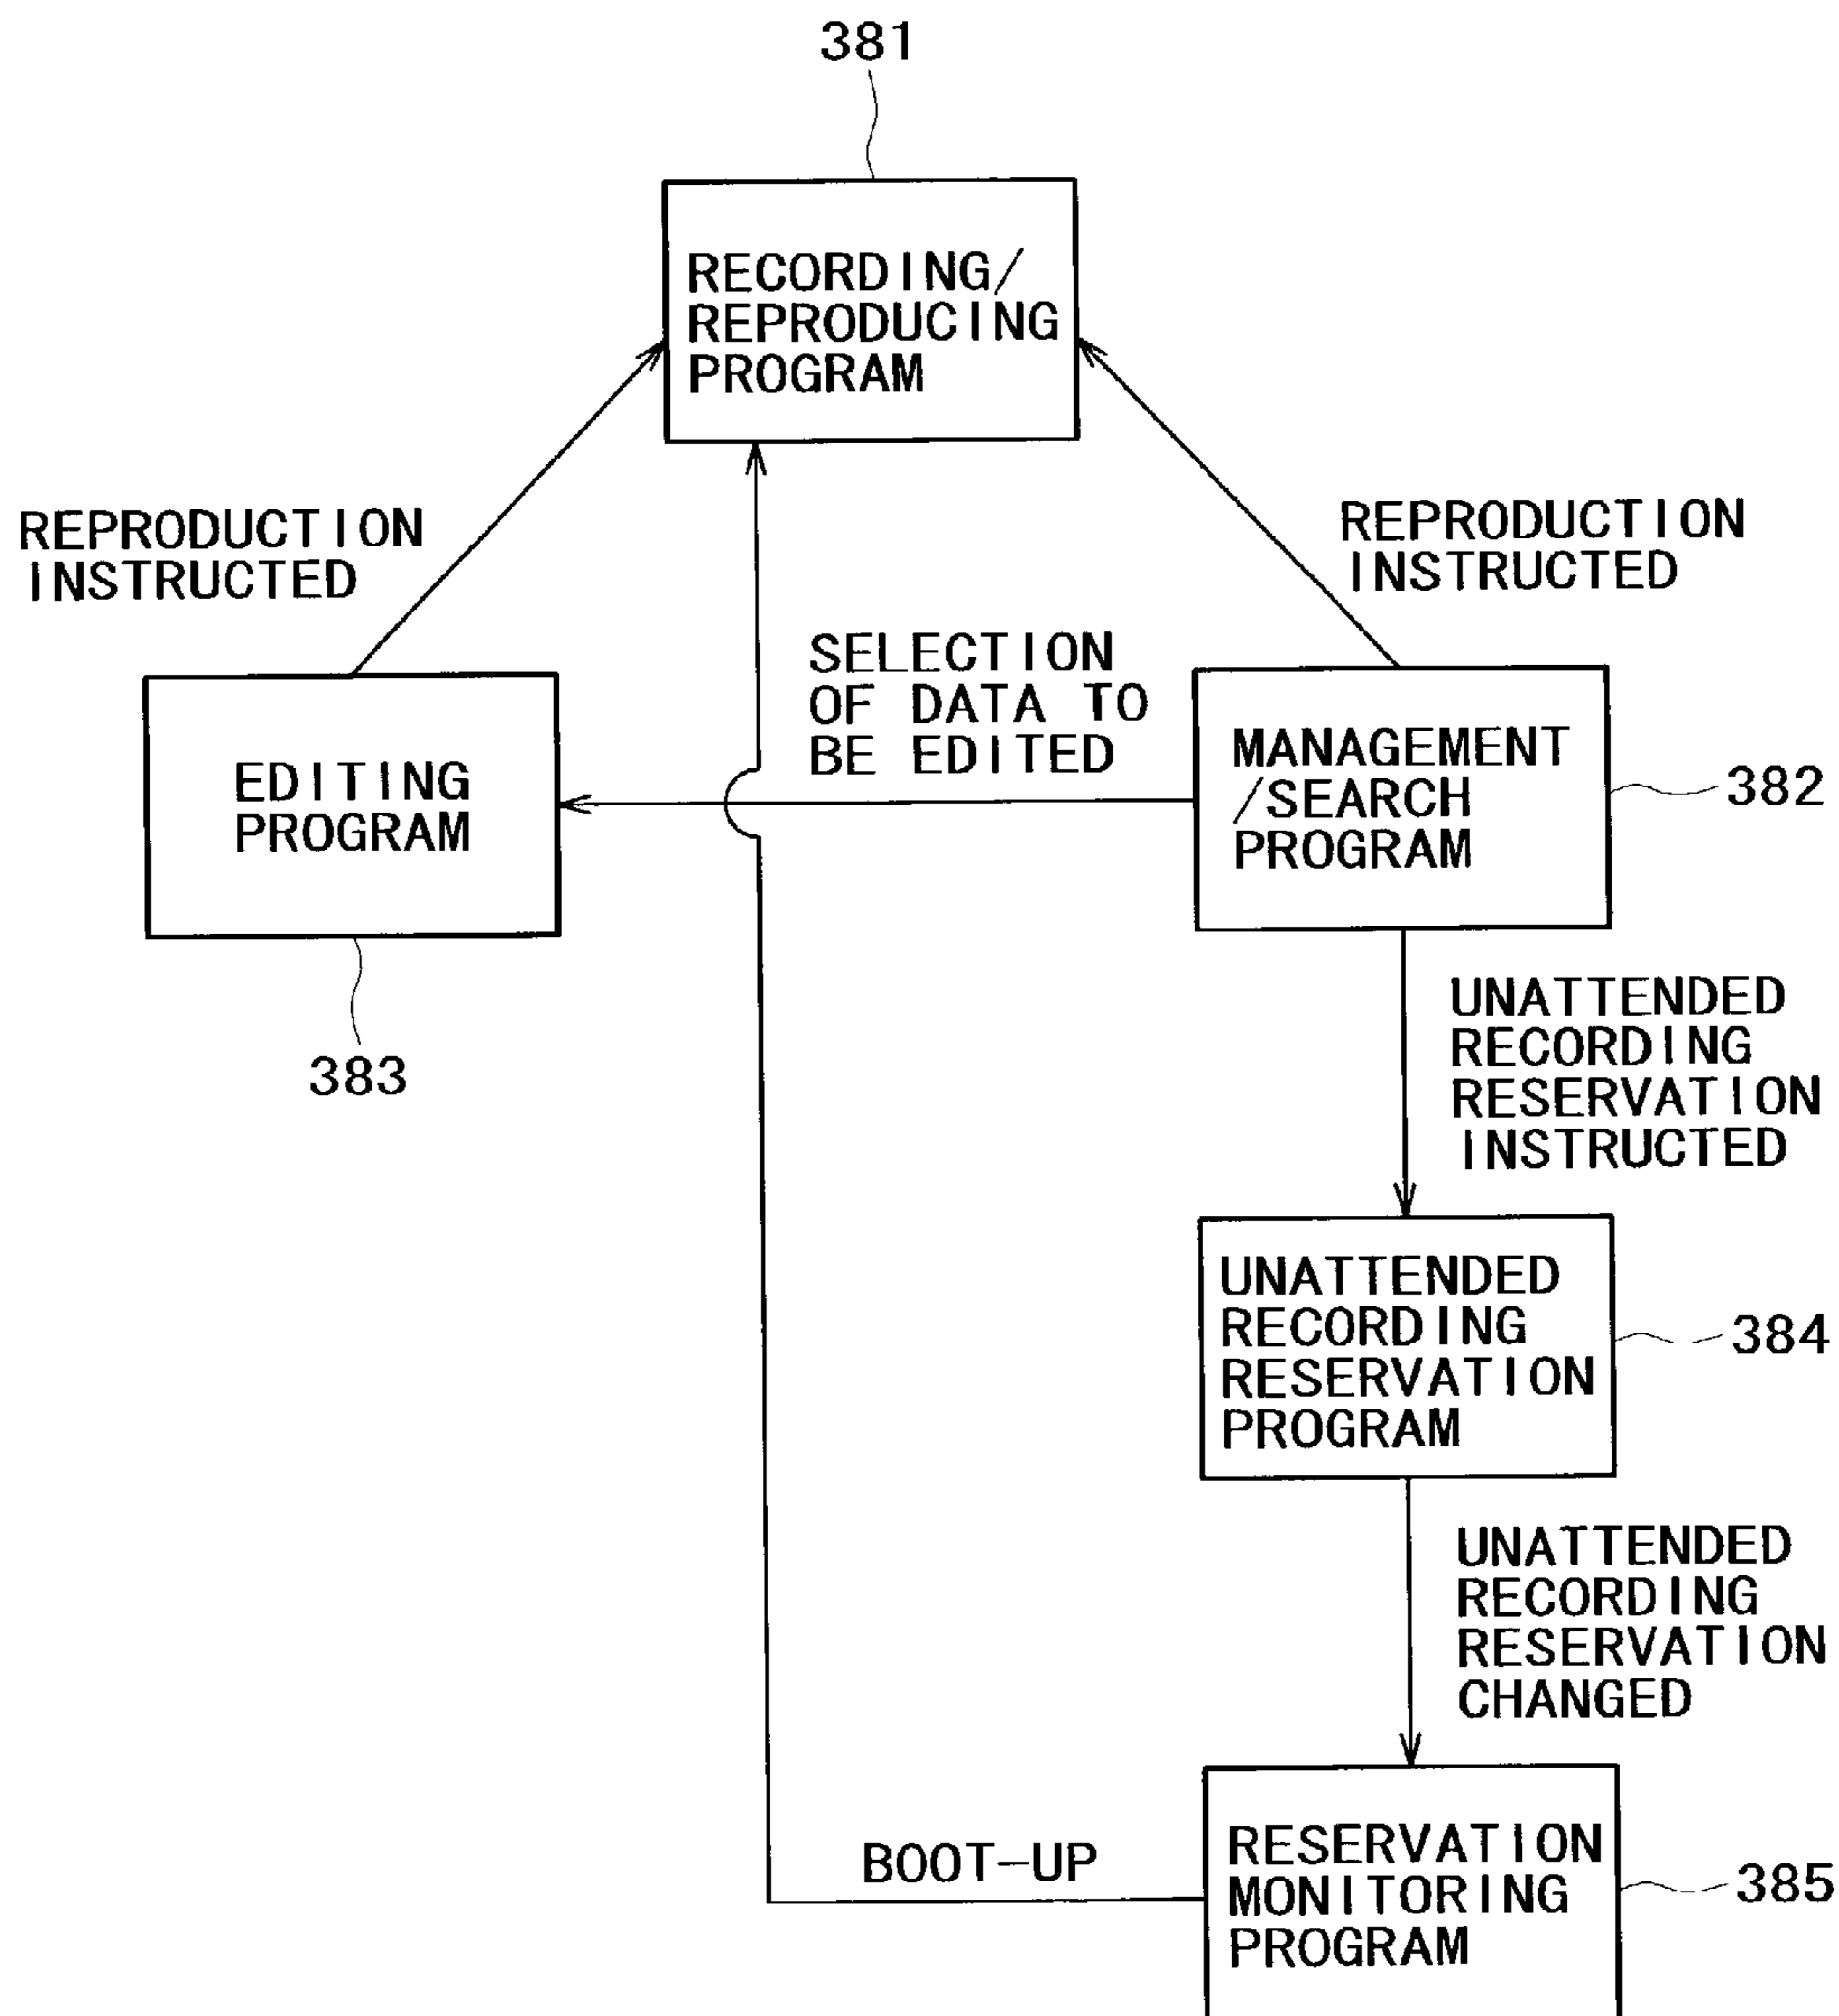 381
RECORDING/
REPRODUCING
PROGRAM
REPRODUCTION
INSTRUCTED
REPRODUCTION
INSTRUCTED
SELECTION
OF DATA TO
BE EDITED
EDITING
PROGRAM
MANAGEMENT
/SEARCH
PROGRAM
382
383
UNATTENDED
RECORDING
RESERVATION
INSTRUCTED
UNATTENDED
RECORDING
RESERVATION
PROGRAM
384
UNATTENDED
RECORDING
RESERVATION
CHANGED
BOOT-UP
RESERVATION
MONITORING
PROGRAM
385